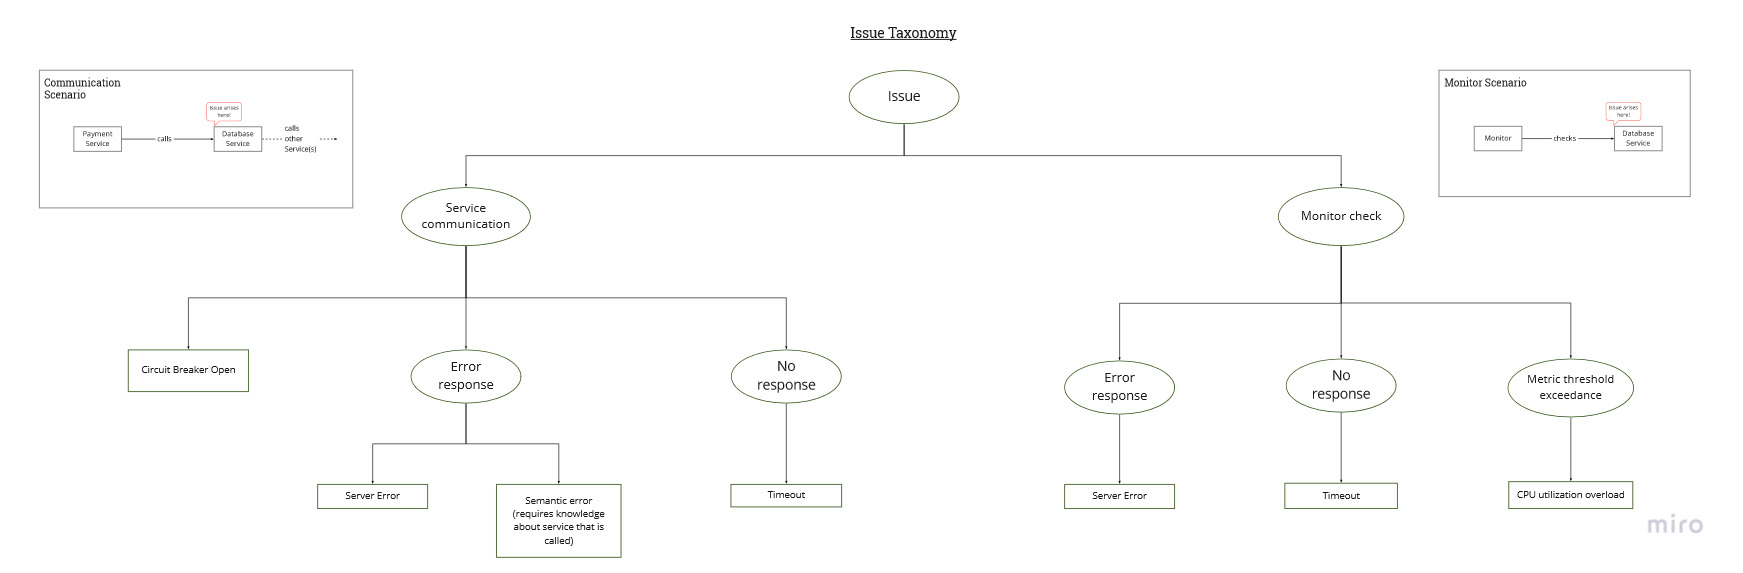 Issue Taxonomy
Communication
Scenario
Issue arises
here!
Payment
Service
calls
Database
Service
calls
other
Service(s)
Issue
Monitor Scenario
Issue arises
here!
Monitor
checks
Database
Service
Service
communication
Monitor check
Circuit Breaker Open
Error
response
No
response
Error
response
No
response
Metric threshold
exceedance
Server Error
Semantic error
(requires knowledge
about service that is
called)
Timeout
Server Error
Timeout
CPU utilization overload
miro